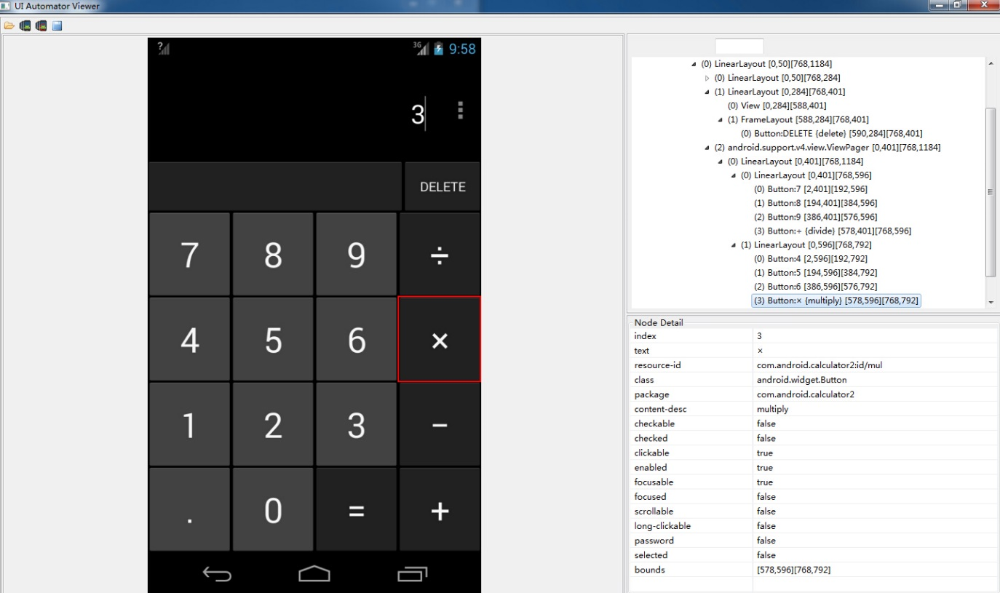 UI Automator Viewer
3G 9:58
3
DELETE
7 8 9 ÷
4 5 6 ×
1 2 3 −
. 0 = +
(0) LinearLayout [0,50][768,1184]
(0) LinearLayout [0,50][768,284]
(1) LinearLayout [0,284][768,401]
(0) View [0,284][588,401]
(1) FrameLayout [588,284][768,401]
(0) Button:DELETE {delete} [590,284][768,401]
(2) android.support.v4.view.ViewPager [0,401][768,1184]
(0) LinearLayout [0,401][768,1184]
(0) LinearLayout [0,401][768,596]
(0) Button:7 [2,401][192,596]
(1) Button:8 [194,401][384,596]
(2) Button:9 [386,401][576,596]
(3) Button:÷ {divide} [578,401][768,596]
(1) LinearLayout [0,596][768,792]
(0) Button:4 [2,596][192,792]
(1) Button:5 [194,596][384,792]
(2) Button:6 [386,596][576,792]
(3) Button:× {multiply} [578,596][768,792]
Node Detail
index 3
text ×
resource-id com.android.calculator2:id/mul
class android.widget.Button
package com.android.calculator2
content-desc multiply
checkable false
checked false
clickable true
enabled true
focusable true
focused false
scrollable false
long-clickable false
password false
selected false
bounds [578,596][768,792]